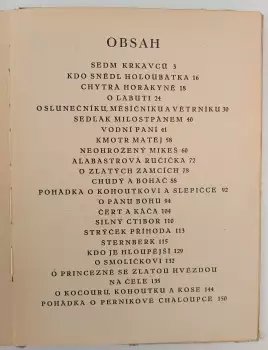 OBSAH
SEDM KRKAVCŮ 5
KDO SNĚDL HOLOUBÁTKA 16
CHYTRÁ HORÁKYNĚ 18
O LABUTI 24
O SLUNEČNÍKU, MĚSÍČNÍKU A VĚTRNÍKU 30
SEDLÁK MILOSTPÁNEM 40
VODNÍ PANÍ 41
KMOTR MATĚJ 56
NEOHROŽENÝ MIKEŠ 60
ALABASTROVÁ RUČIČKA 72
O ZLATÝCH ZÁMCÍCH 78
CHUDÝ A BOHÁČ 86
POHÁDKA O KOHOUTKOVI A SLEPIČCE 92
O PÁNU BOHU 94
ČERT A KÁČA 104
SILNÝ CTIBOR 110
STRÝČEK PŘÍHODA 113
STERNBERK 115
KDO JE HLOUPĚJŠÍ 129
O SMOLÍČKOVI 132
O PRINCEZNĚ SE ZLATOU HVĚZDOU
NA ČELE 135
O KOCOURU, KOHOUTKU A KOSE 144
POHÁDKA O PERNÍKOVÉ CHALOUPCE 150